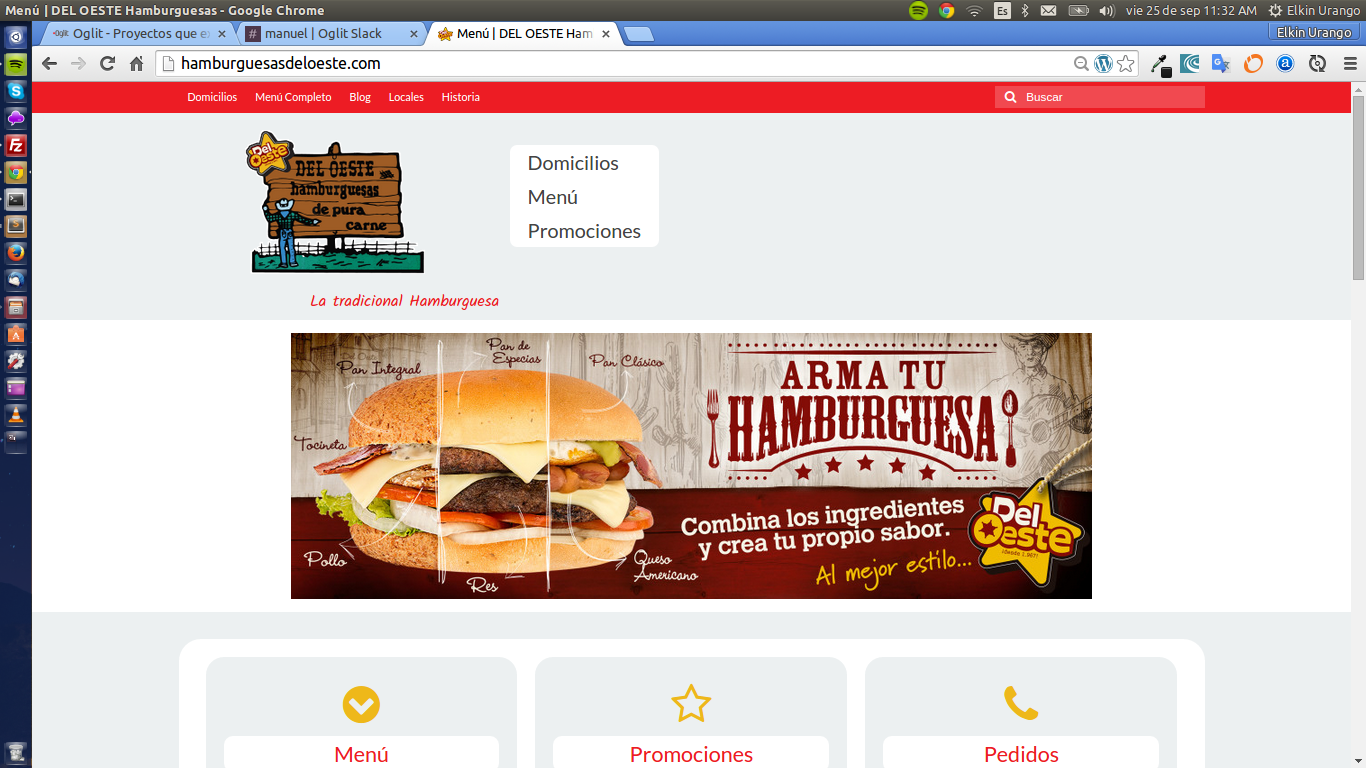 Menú | DEL OESTE Hamburguesas - Google Chrome
Es
vie 25 de sep 11:32 AM
Elkin Urango
Oglit - Proyectos que e
manuel | Oglit Slack
Menú | DEL OESTE Ham
Elkin Urango
hamburguesasdeloeste.com
Domicilios
Menú Completo
Blog
Locales
Historia
Buscar
Del
Oeste
DEL OESTE
hamburguesas
de pura
carne
Domicilios
Menú
Promociones
La tradicional Hamburguesa
Pan Integral
Pan de
Especias
Pan Clásico
Tocineta
Pollo
Res
Queso
Americano
ARMA TU
HAMBURGUESA
Combina los ingredientes
y crea tu propio sabor.
Al mejor estilo...
Del
Oeste
¡Desde 1.967!
Menú
Promociones
Pedidos